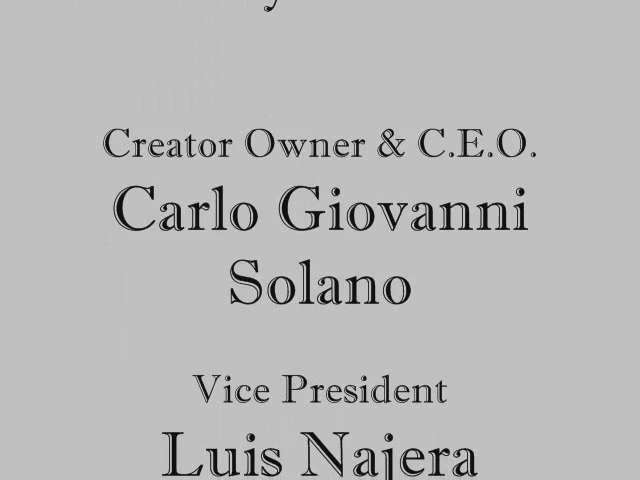 Creator Owner & C.E.O.
Carlo Giovanni
Solano
Vice President
Luis Najera